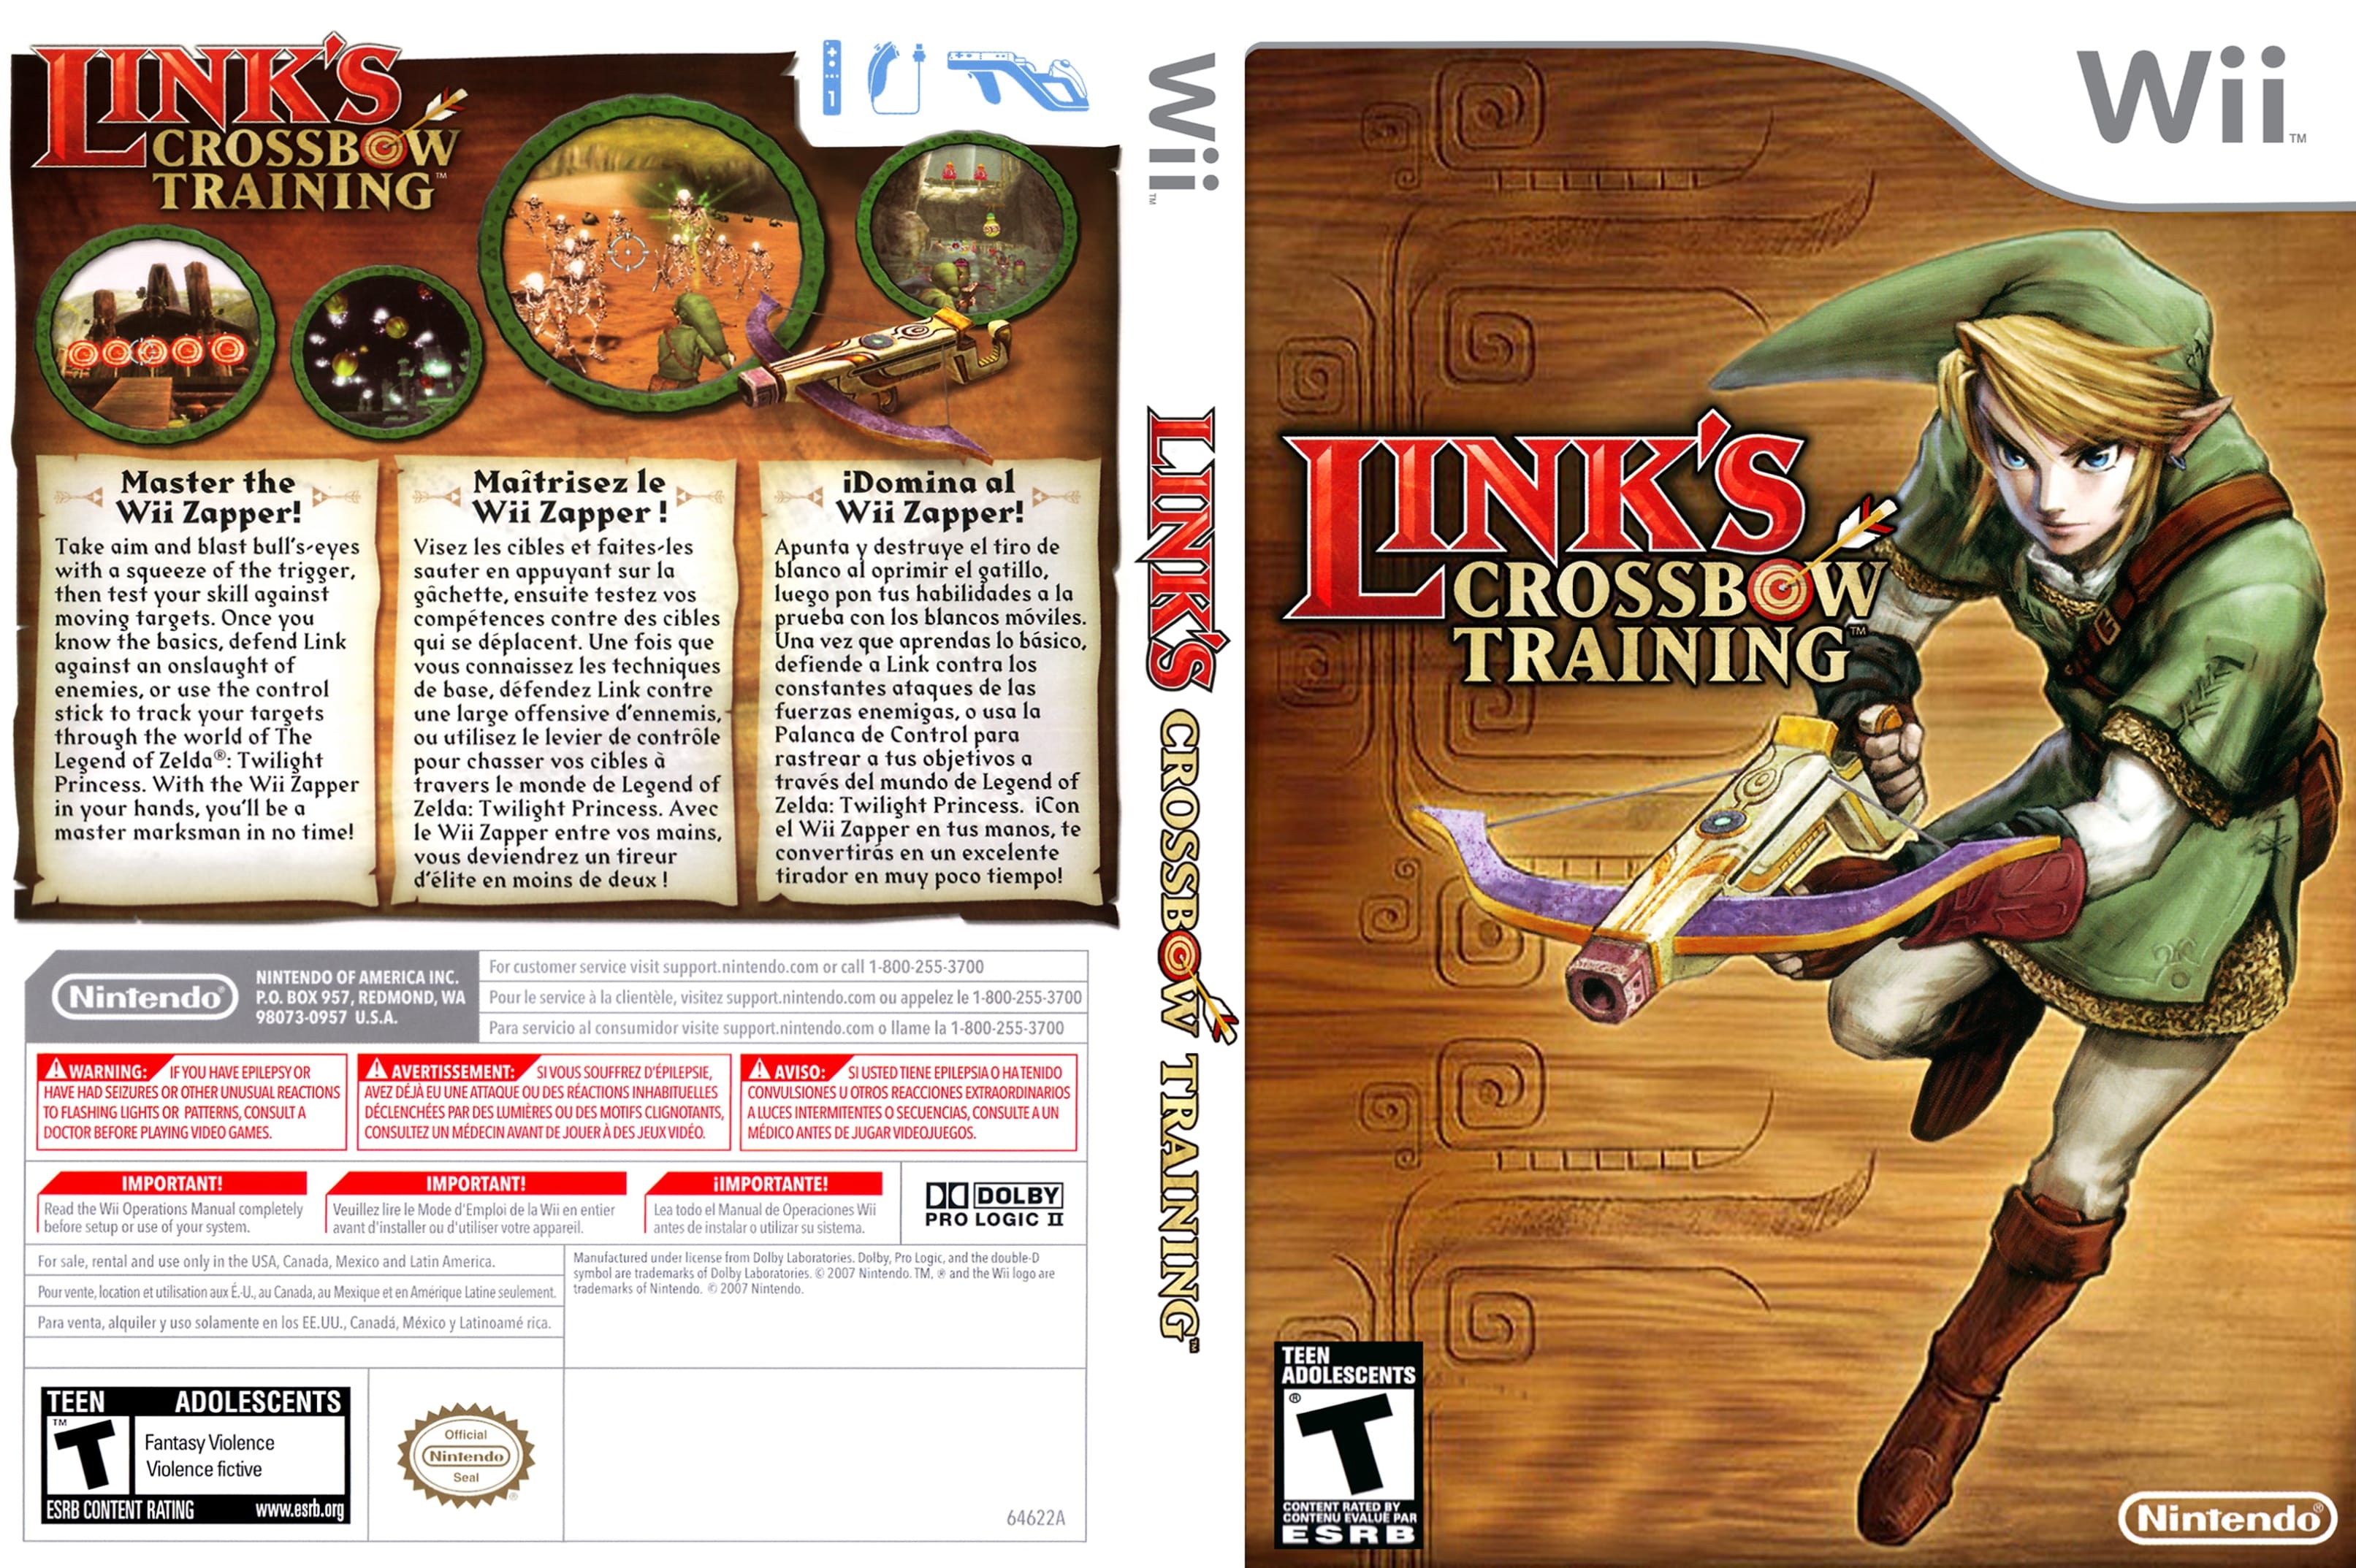 LINK'S
CROSSBOW
TRAINING™
1
Master the
Wii Zapper!
Take aim and blast bull's-eyes
with a squeeze of the trigger,
then test your skill against
moving targets. Once you
know the basics, defend Link
against an onslaught of
enemies, or use the control
stick to track your targets
through the world of The
Legend of Zelda®: Twilight
Princess. With the Wii Zapper
in your hands, you'll be a
master marksman in no time!
Maîtrisez le
Wii Zapper !
Visez les cibles et faites-les
sauter en appuyant sur la
gâchette, ensuite testez vos
compétences contre des cibles
qui se déplacent. Une fois que
vous connaissez les techniques
de base, défendez Link contre
une large offensive d'ennemis,
ou utilisez le levier de contrôle
pour chasser vos cibles à
travers le monde de Legend of
Zelda: Twilight Princess. Avec
le Wii Zapper entre vos mains,
vous deviendrez un tireur
d'élite en moins de deux !
¡Domina al
Wii Zapper!
Apunta y destruye el tiro de
blanco al oprimir el gatillo,
luego pon tus habilidades a la
prueba con los blancos móviles.
Una vez que aprendas lo básico,
defiende a Link contra los
constantes ataques de las
fuerzas enemigas, o usa la
Palanca de Control para
rastrear a tus objetivos a
través del mundo de Legend of
Zelda: Twilight Princess. ¡Con
el Wii Zapper en tus manos, te
convertirás en un excelente
tirador en muy poco tiempo!
Nintendo®
NINTENDO OF AMERICA INC.
P.O. BOX 957, REDMOND, WA
98073-0957 U.S.A.
For customer service visit support.nintendo.com or call 1-800-255-3700
Pour le service à la clientèle, visitez support.nintendo.com ou appelez le 1-800-255-3700
Para servicio al consumidor visite support.nintendo.com o llame la 1-800-255-3700
WARNING: IF YOU HAVE EPILEPSY OR
HAVE HAD SEIZURES OR OTHER UNUSUAL REACTIONS
TO FLASHING LIGHTS OR PATTERNS, CONSULT A
DOCTOR BEFORE PLAYING VIDEO GAMES.
AVERTISSEMENT: SI VOUS SOUFFREZ D'ÉPILEPSIE,
AVEZ DÉJÀ EU UNE ATTAQUE OU DES RÉACTIONS INHABITUELLES
DÉCLENCHÉES PAR DES LUMIÈRES OU DES MOTIFS CLIGNOTANTS,
CONSULTEZ UN MÉDECIN AVANT DE JOUER À DES JEUX VIDÉO.
AVISO: SI USTED TIENE EPILEPSIA O HA TENIDO
CONVULSIONES U OTROS REACCIONES EXTRAORDINARIOS
A LUCES INTERMITENTES O SECUENCIAS, CONSULTE A UN
MÉDICO ANTES DE JUGAR VIDEOJUEGOS.
IMPORTANT!
Read the Wii Operations Manual completely
before setup or use of your system.
IMPORTANT!
Veuillez lire le Mode d'Emploi de la Wii en entier
avant d'installer ou d'utiliser votre appareil.
¡IMPORTANTE!
Lea todo el Manual de Operaciones Wii
antes de instalar o utilizar su sistema.
DOLBY
PRO LOGIC II
For sale, rental and use only in the USA, Canada, Mexico and Latin America.
Pour vente, location et utilisation aux É.-U., au Canada, au Mexique et en Amérique Latine seulement.
Para venta, alquiler y uso solamente en los EE.UU., Canadá, México y Latinoamé rica.
Manufactured under license from Dolby Laboratories. Dolby, Pro Logic, and the double-D
symbol are trademarks of Dolby Laboratories. © 2007 Nintendo. TM, ® and the Wii logo are
trademarks of Nintendo. © 2007 Nintendo.
TEEN ADOLESCENTS
T™
Fantasy Violence
Violence fictive
ESRB CONTENT RATING www.esrb.org
Official
Nintendo
Seal®
64622A
Wii™
LINK'S CROSSBOW TRAINING™
Wii™
LINK'S
CROSSBOW
TRAINING™
TEEN
ADOLESCENTS
T®
CONTENT RATED BY
CONTENU ÉVALUÉ PAR
ESRB
Nintendo®